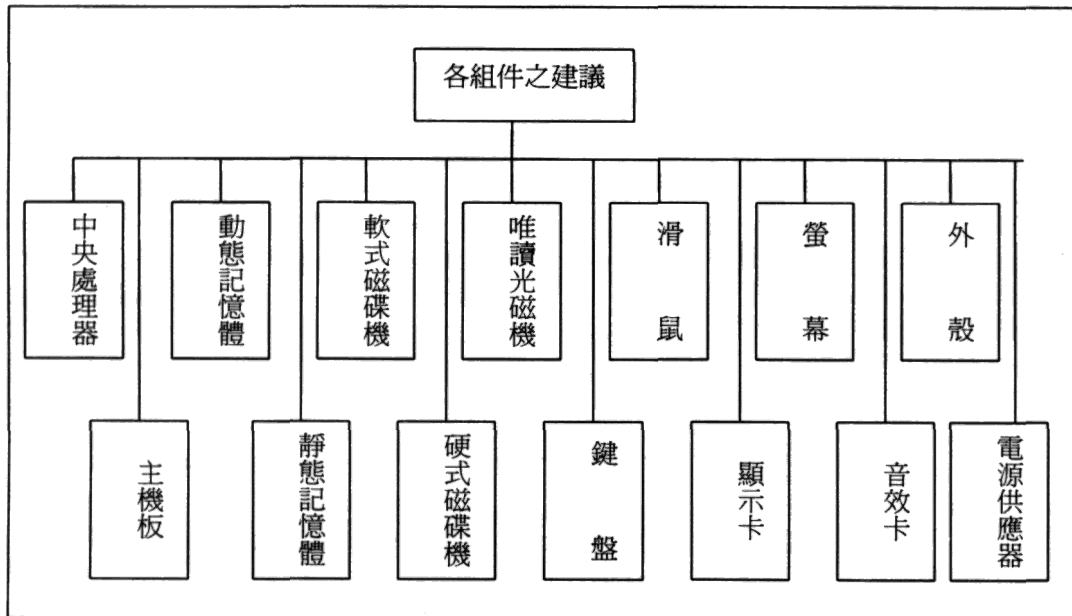 各組件之建議
中央處理器
動態記憶體
軟式磁碟機
唯讀光磁機
滑鼠
螢幕
外殼
主機板
靜態記憶體
硬式磁碟機
鍵盤
顯示卡
音效卡
電源供應器